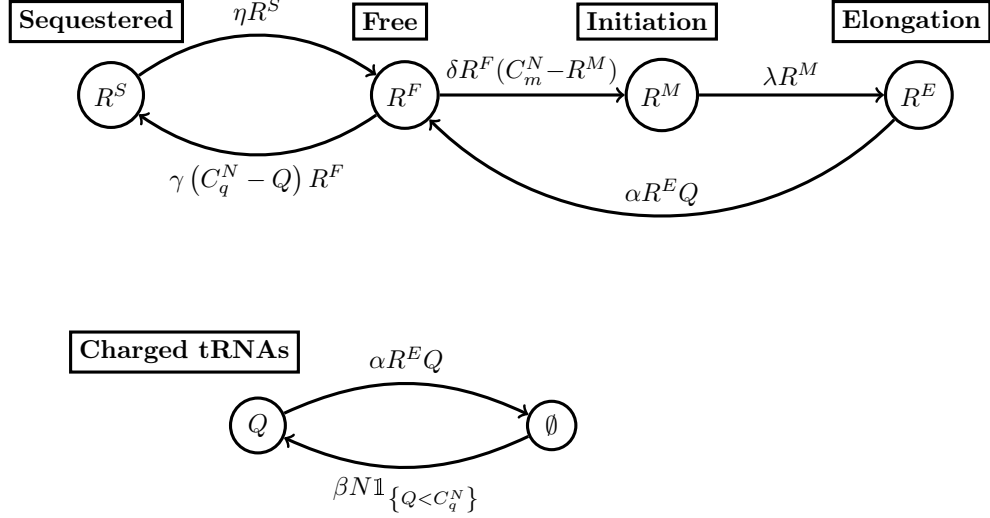 Sequestered
Free
Initiation
Elongation
ηR^S
δR^F(C_m^N−R^M)
λR^M
R^S
R^F
R^M
R^E
γ (C_q^N − Q) R^F
αR^E Q
Charged tRNAs
αR^E Q
Q
∅
βN𝟙_{Q<C_q^N}